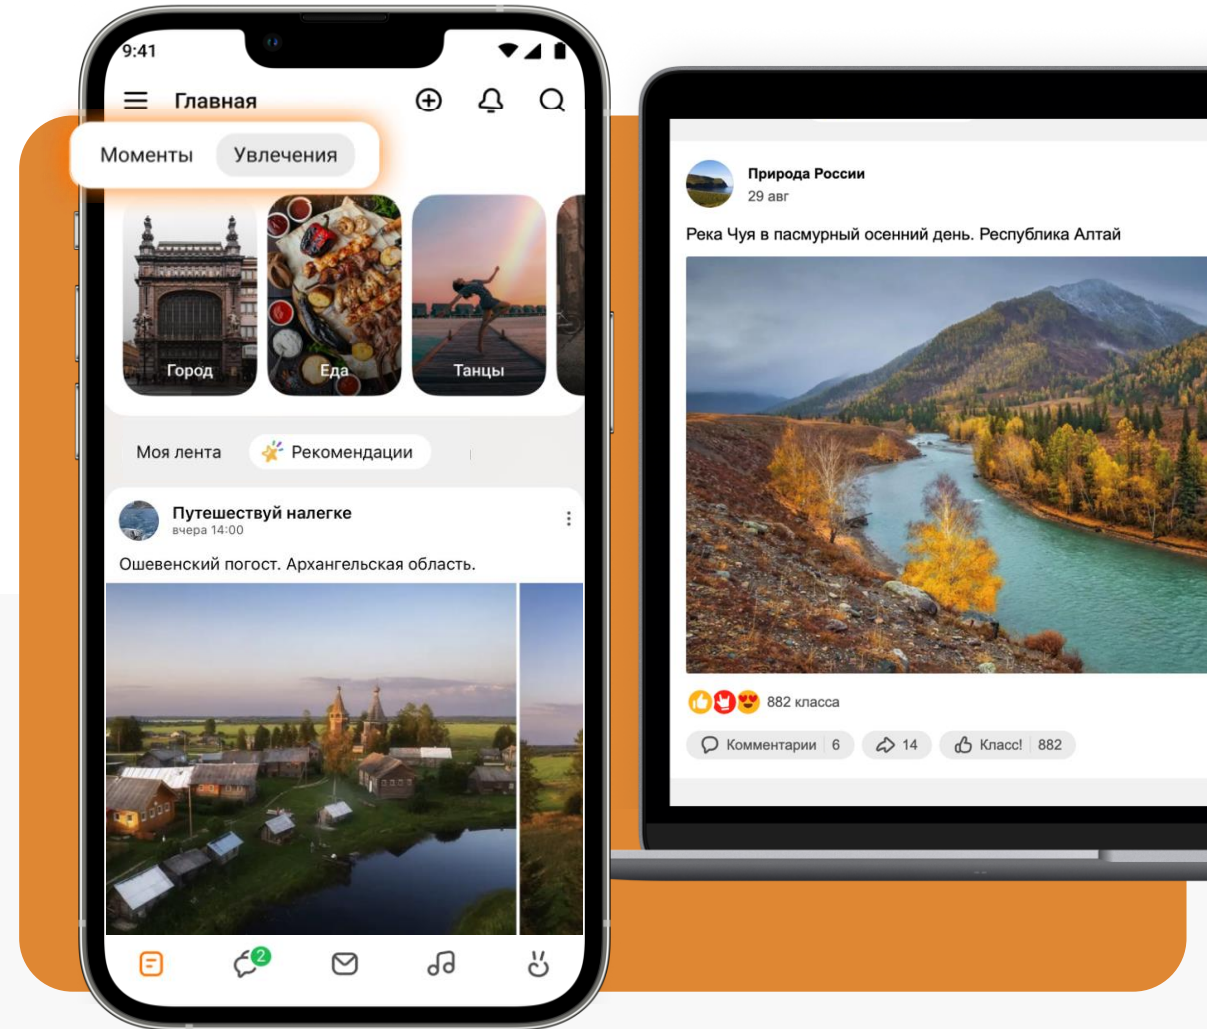 9:41
Главная
Моменты
Увлечения
Город
Еда
Танцы
Моя лента
Рекомендации
Путешествуй налегке
вчера 14:00
Ошевенский погост. Архангельская область.
2
Природа России
29 авг
Река Чуя в пасмурный осенний день. Республика Алтай
882 класса
Комментарии 6
14
Класс! 882